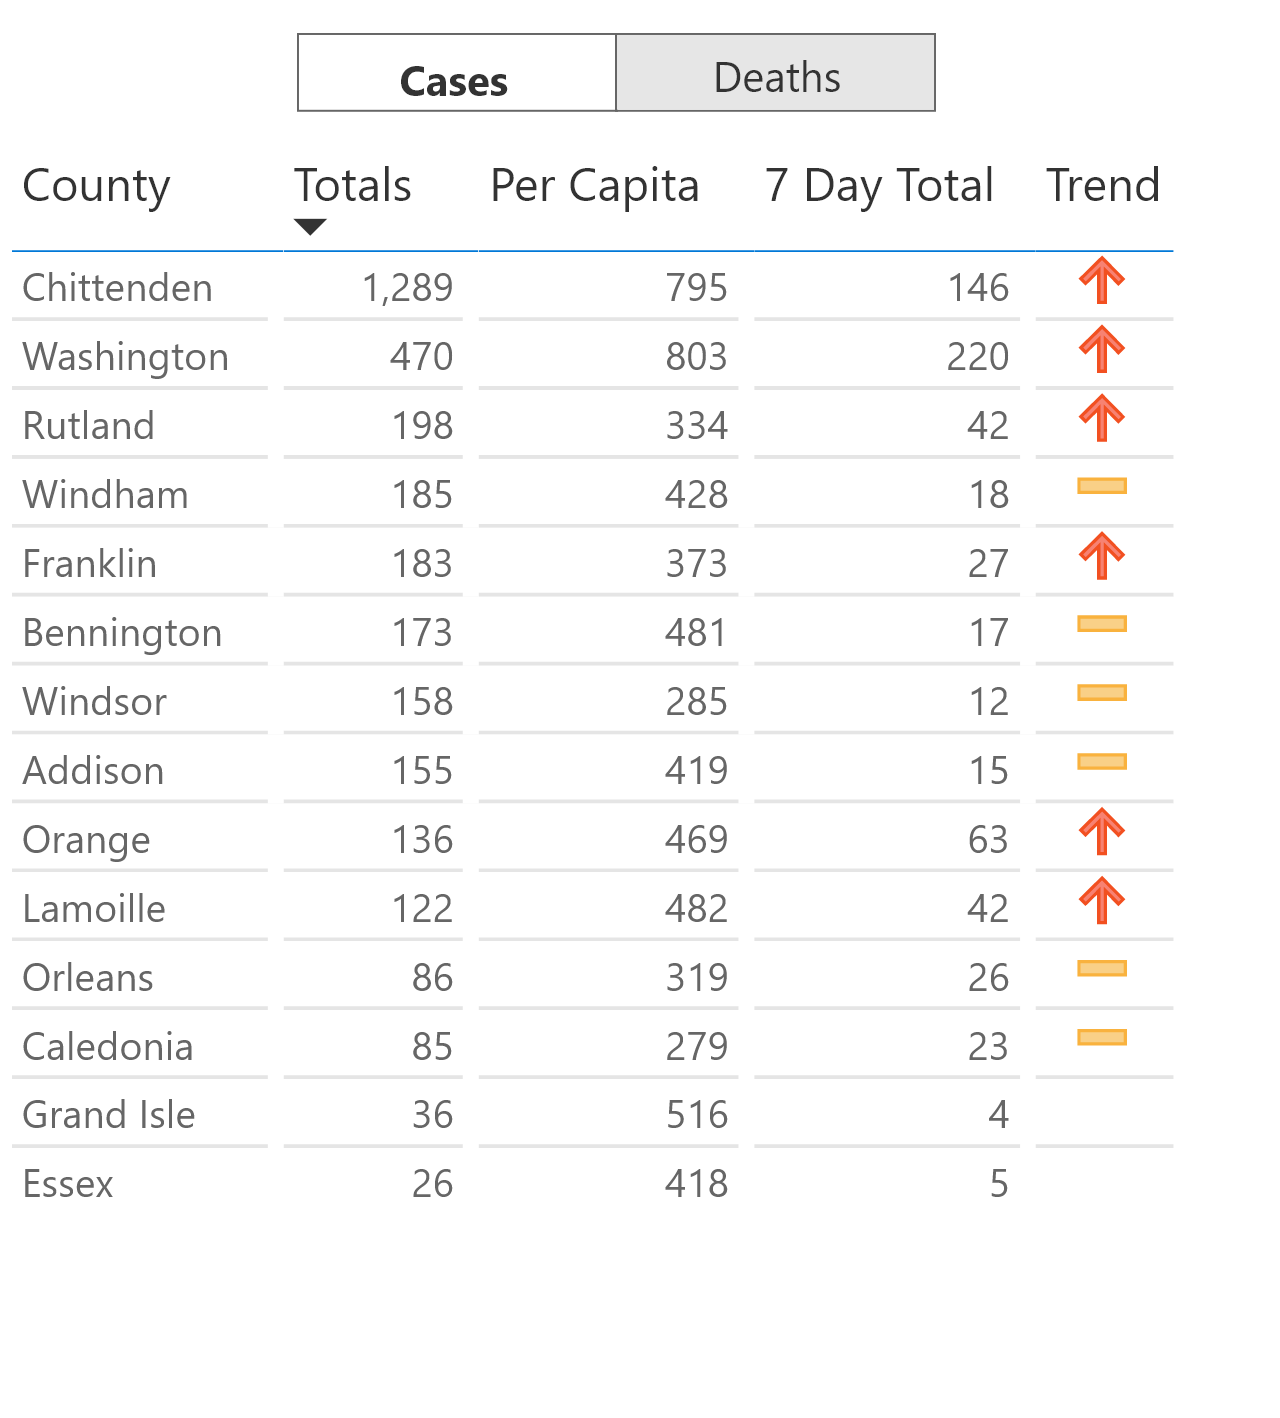 Cases Deaths
County Totals Per Capita 7 Day Total Trend
Chittenden 1,289 795 146
Washington 470 803 220
Rutland 198 334 42
Windham 185 428 18
Franklin 183 373 27
Bennington 173 481 17
Windsor 158 285 12
Addison 155 419 15
Orange 136 469 63
Lamoille 122 482 42
Orleans 86 319 26
Caledonia 85 279 23
Grand Isle 36 516 4
Essex 26 418 5